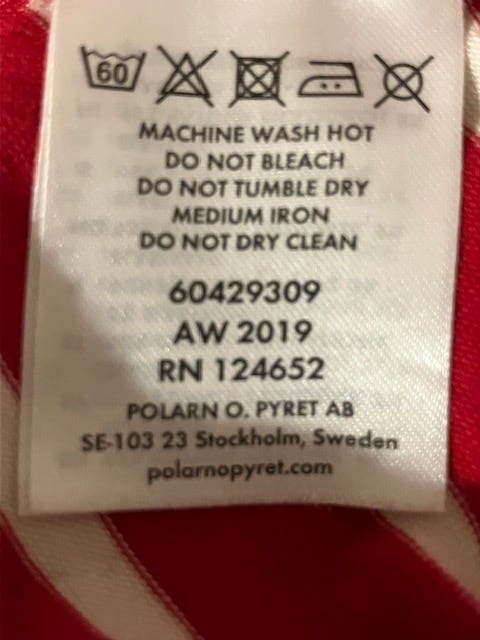 60
MACHINE WASH HOT
DO NOT BLEACH
DO NOT TUMBLE DRY
MEDIUM IRON
DO NOT DRY CLEAN
60429309
AW 2019
RN 124652
POLARN O. PYRET AB
SE-103 23 Stockholm, Sweden
polarnopyret.com